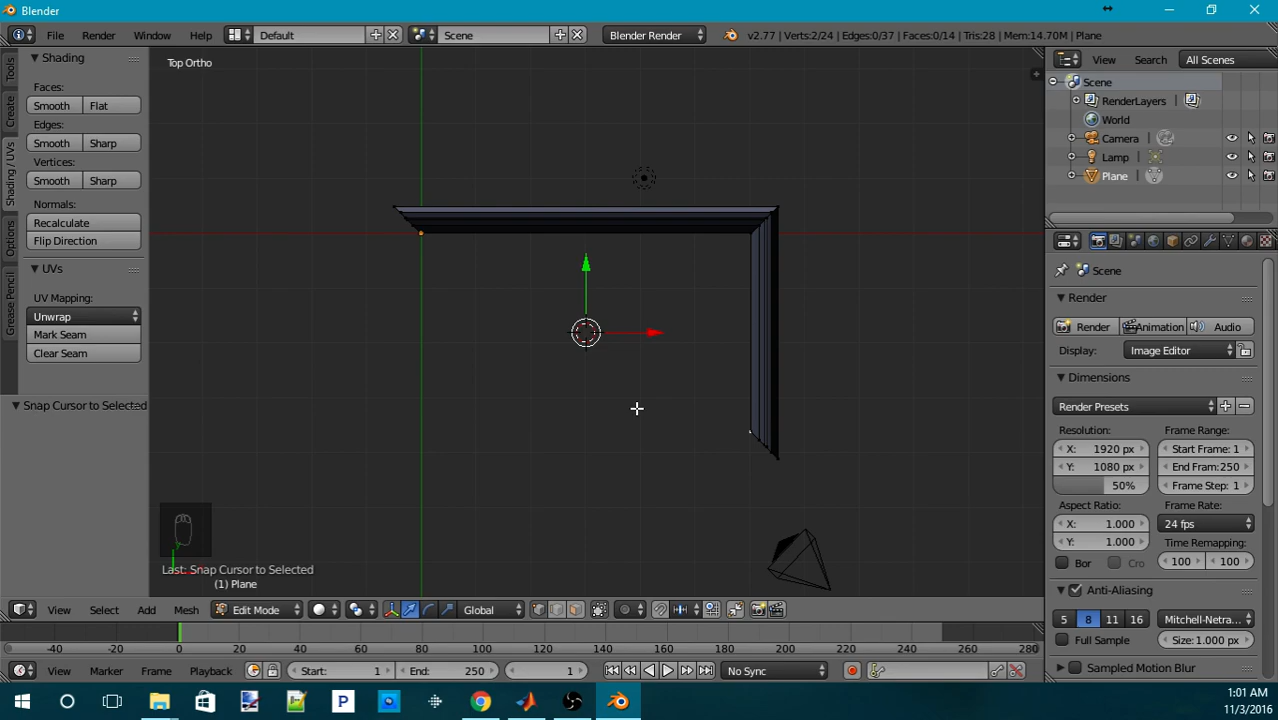 Blender
File Render Window Help Default Scene Blender Render v2.77 | Verts:2/24 | Edges:0/37 | Faces:0/14 | Tris:28 | Mem:14.70M | Plane
Tools
Create
Shading / UVs
Options
Grease Pencil
Shading
Faces:
Smooth Flat
Edges:
Smooth Sharp
Vertices:
Smooth Sharp
Normals:
Recalculate
Flip Direction
UVs
UV Mapping:
Unwrap
Mark Seam
Clear Seam
Snap Cursor to Selected
Top Ortho
Last: Snap Cursor to Selected
(1) Plane
View Search All Scenes
Scene
RenderLayers
World
Camera
Lamp
Plane
Scene
Render
Render Animation Audio
Display: Image Editor
Dimensions
Render Presets
Resolution: Frame Range:
X: 1920 px Start Frame: 1
Y: 1080 px End Fram:250
50% Frame Step: 1
Aspect Ratio: Frame Rate:
X: 1.000 24 fps
Y: 1.000 Time Remapping:
Bor Cro 100 100
Anti-Aliasing
5 8 11 16 Mitchell-Netra...
Full Sample Size:1.000 px
Sampled Motion Blur
View Select Add Mesh Edit Mode Global
-40 -20 0 20 40 60 80 100 120 140 160 180 200 220 240 260 280
View Marker Frame Playback Start: 1 End: 250 1 No Sync
1:01 AM
11/3/2016